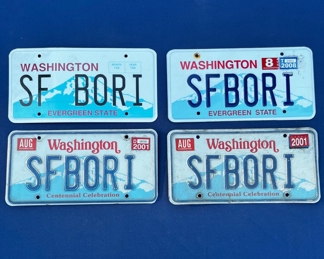 WASHINGTON
SF BORI
EVERGREEN STATE
WASHINGTON 8 2006
SFBORI
EVERGREEN STATE
AUG Washington 2001
SFBORI
Centennial Celebration
AUG Washington 2001
SFBORI
Centennial Celebration